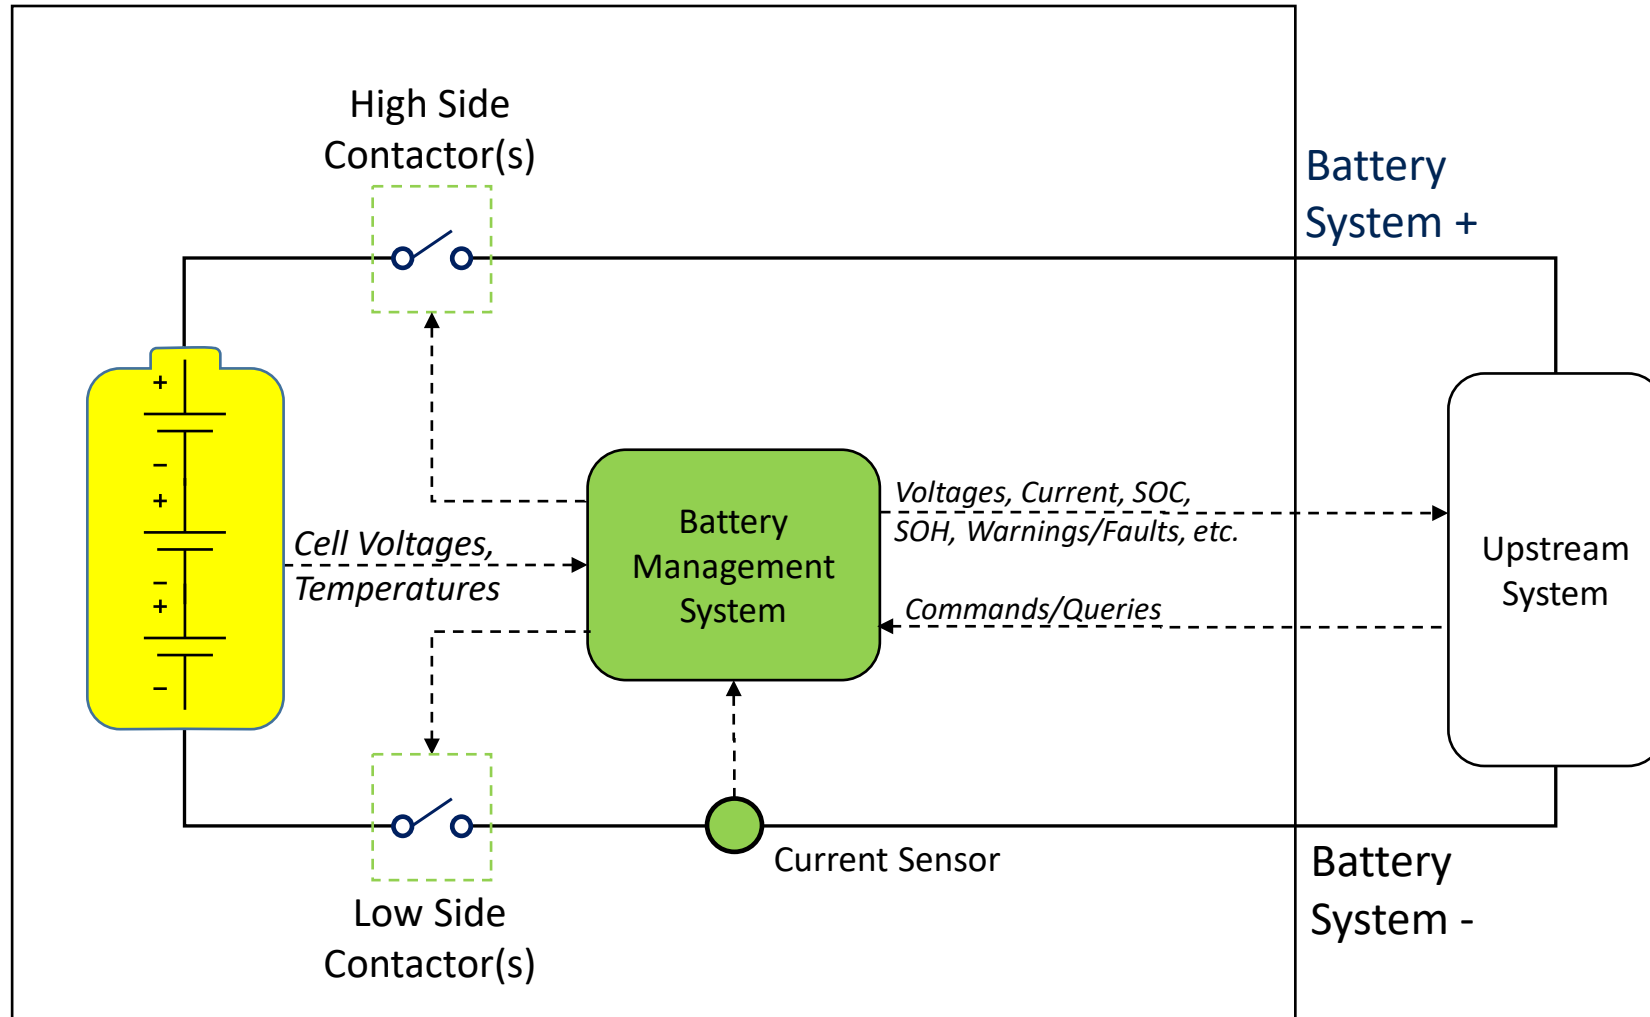 High Side
Contactor(s)
Battery
System +
+
–
+
–
+
–
Cell Voltages,
Temperatures
Battery
Management
System
Voltages, Current, SOC,
SOH, Warnings/Faults, etc.
Commands/Queries
Upstream
System
Current Sensor
Low Side
Contactor(s)
Battery
System -